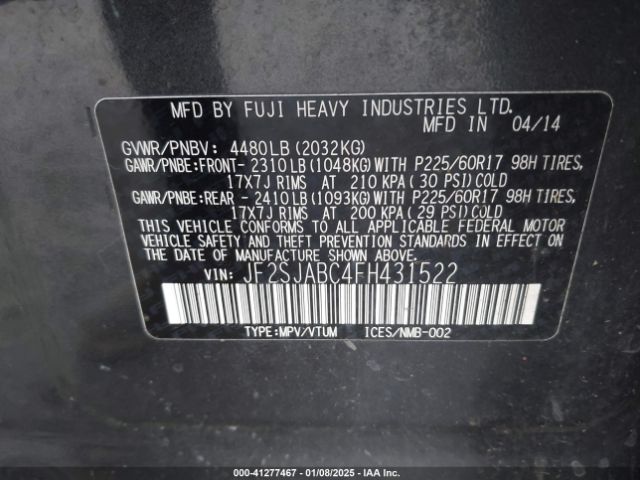 MFD BY FUJI HEAVY INDUSTRIES LTD.
MFD IN 04/14
GVWR/PNBV: 4480LB(2032KG)
GAWR/PNBE:FRONT-2310LB(1048KG)WITH P225/60R17 98H TIRES,
17X7J RIMS AT 210 KPA(30 PSI)COLD
GAWR/PNBE:REAR -2410LB(1093KG)WITH P225/60R17 98H TIRES,
17X7J RIMS AT 200 KPA(29 PSI)COLD
THIS VEHICLE CONFORMS TO ALL APPLICABLE FEDERAL MOTOR
VEHICLE SAFETY AND THEFT PREVENTION STANDARDS IN EFFECT ON
THE DATE OF MANUFACTURE SHOWN ABOVE.
VIN: JF2SJABC4FH431522
TYPE:MPV/VTUM ICES/NMB-002
000-41277467 - 01/08/2025 - IAA Inc.